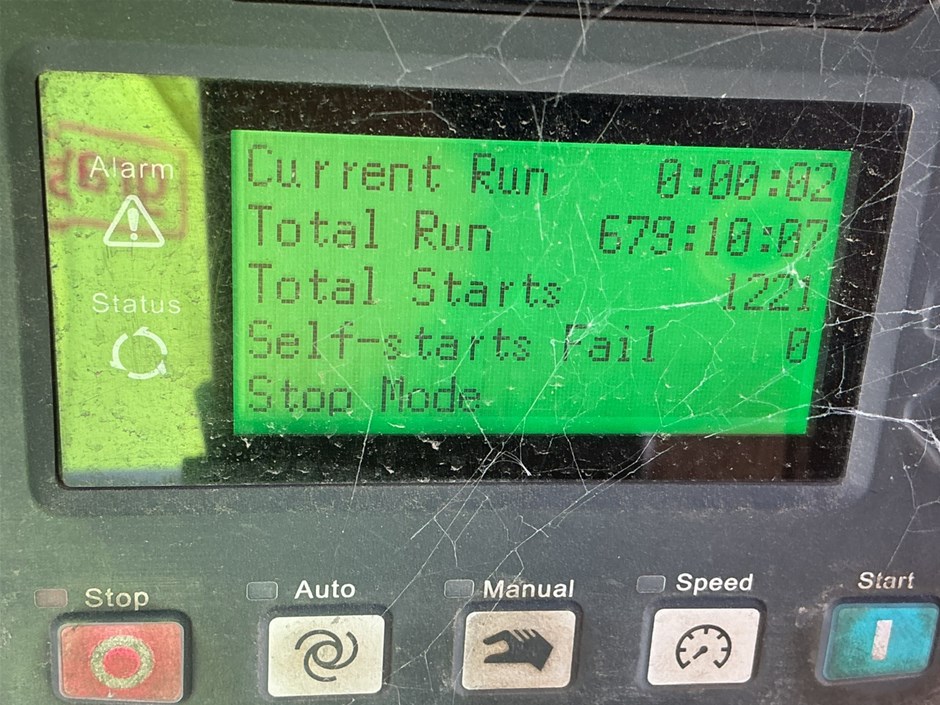 Current Run 0:00:02
Total Run 679:10:07
Total Starts 1221
Self-starts Fail 0
Stop Mode
Alarm
Status
Stop
Auto
Manual
Speed
Start